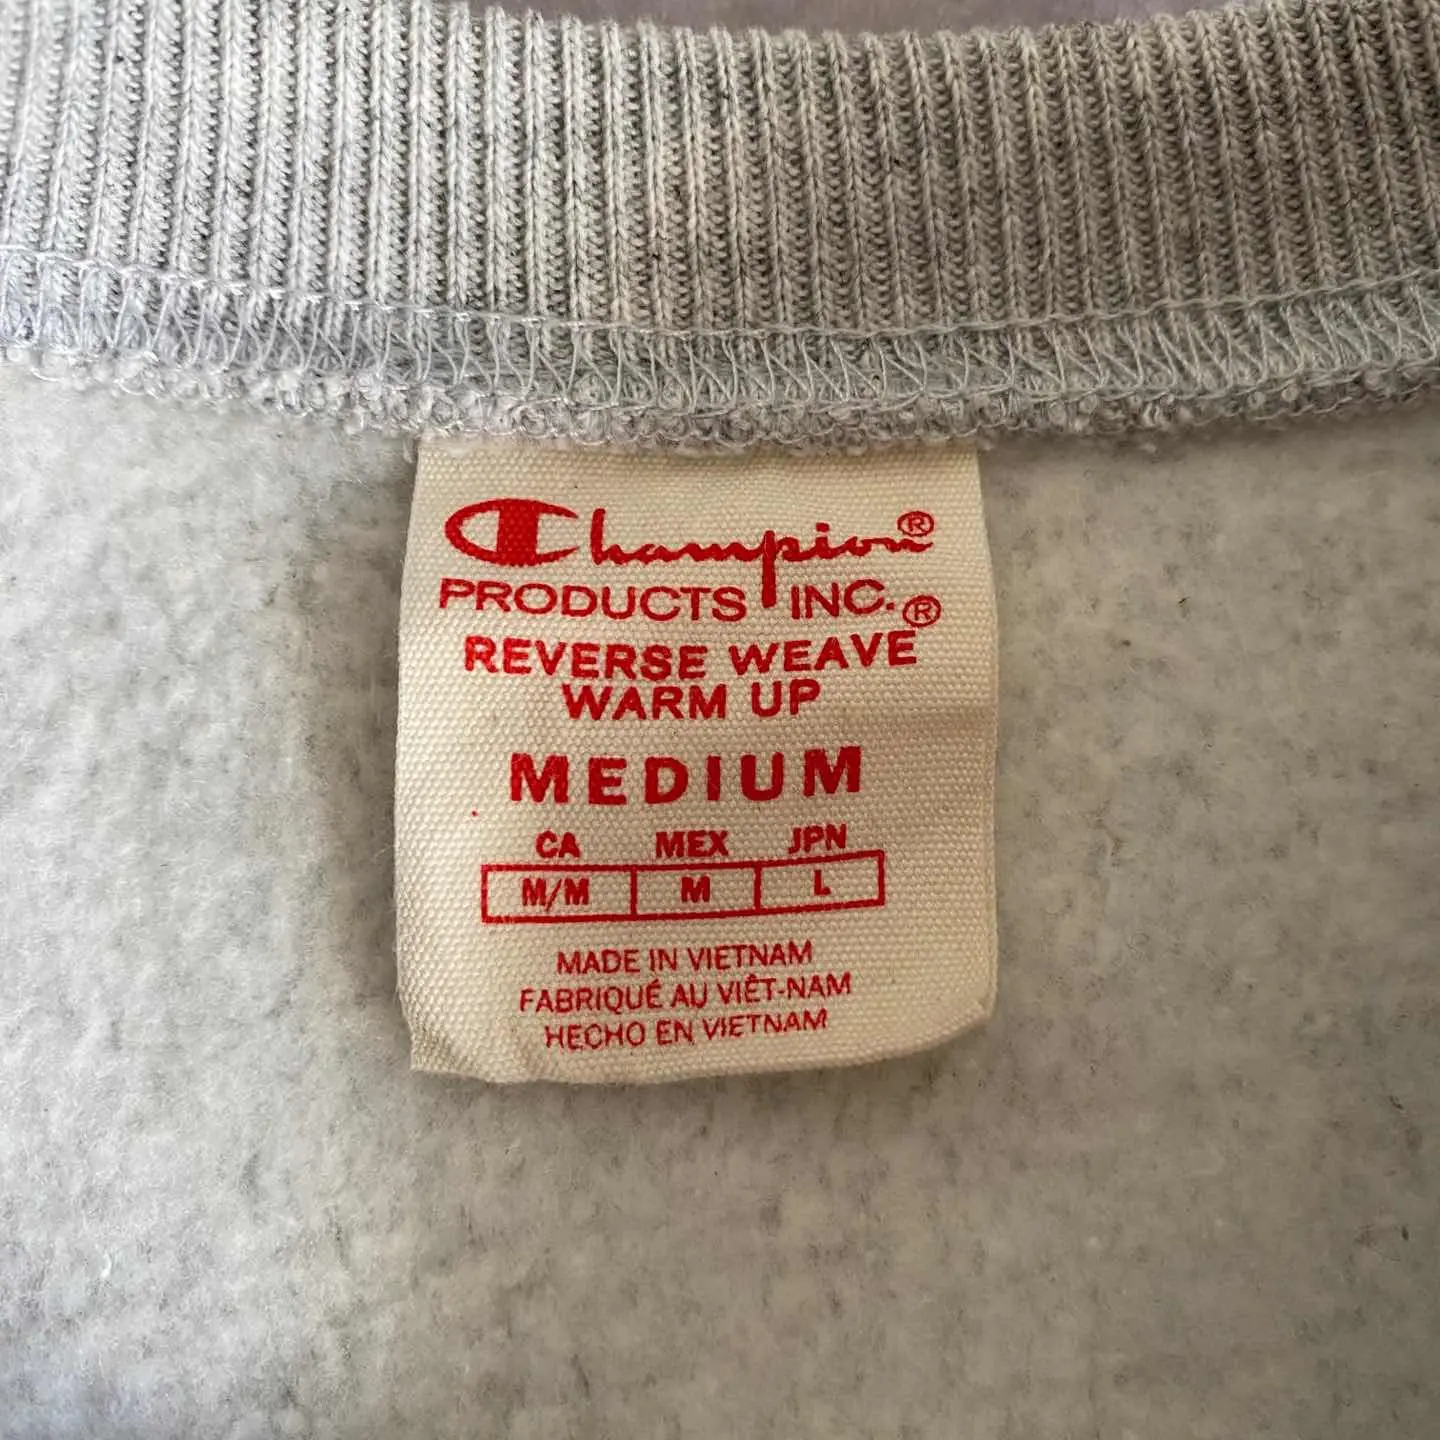 Champion®
PRODUCTS INC.®
REVERSE WEAVE
WARM UP
MEDIUM
CA MEX JPN
M/M M L
MADE IN VIETNAM
FABRIQUÉ AU VIÊT-NAM
HECHO EN VIETNAM